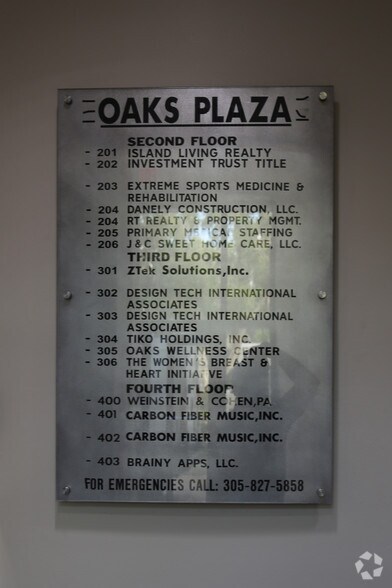 OAKS PLAZA
SECOND FLOOR
- 201 ISLAND LIVING REALTY
- 202 INVESTMENT TRUST TITLE
- 203 EXTREME SPORTS MEDICINE &
REHABILITATION
- 204 DANELY CONSTRUCTION, LLC.
- 204 RT REALTY & PROPERTY MGMT.
- 205 PRIMARY MEDICAL STAFFING
- 206 J&C SWEET HOME CARE, LLC.
THIRD FLOOR
- 301 ZTek Solutions,Inc.
- 302 DESIGN TECH INTERNATIONAL
ASSOCIATES
- 303 DESIGN TECH INTERNATIONAL
ASSOCIATES
- 304 TIKO HOLDINGS, INC.
- 305 OAKS WELLNESS CENTER
- 306 THE WOMEN'S BREAST &
HEART INITIATIVE
FOURTH FLOOR
- 400 WEINSTEIN & COHEN,PA.
- 401 CARBON FIBER MUSIC,INC.
- 402 CARBON FIBER MUSIC,INC.
- 403 BRAINY APPS, LLC.
FOR EMERGENCIES CALL: 305-827-5858